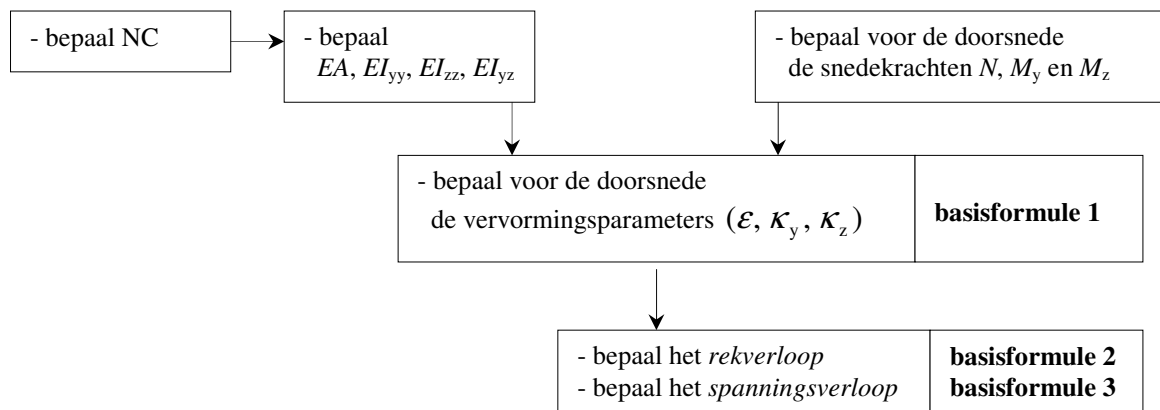 - bepaal NC
- bepaal
EA, EI_yy, EI_zz, EI_yz
- bepaal voor de doorsnede
de snedekrachten N, M_y en M_z
- bepaal voor de doorsnede
de vervormingsparameters (ε, κ_y, κ_z)
basisformule 1
- bepaal het rekverloop
basisformule 2
- bepaal het spanningsverloop
basisformule 3